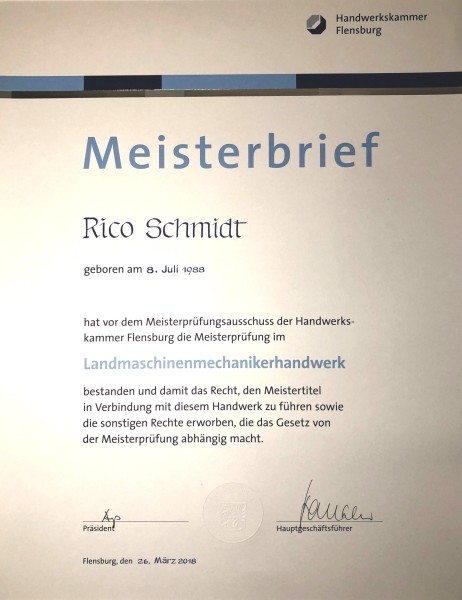 Handwerkskammer
Flensburg
Meisterbrief
Rico Schmidt
geboren am 8. Juli 1988
hat vor dem Meisterprüfungsausschuss der Handwerks-
kammer Flensburg die Meisterprüfung im
Landmaschinenmechanikerhandwerk
bestanden und damit das Recht, den Meistertitel
in Verbindung mit diesem Handwerk zu führen sowie
die sonstigen Rechte erworben, die das Gesetz von
der Meisterprüfung abhängig macht.
Präsident
Hauptgeschäftsführer
Flensburg, den 26. März 2018